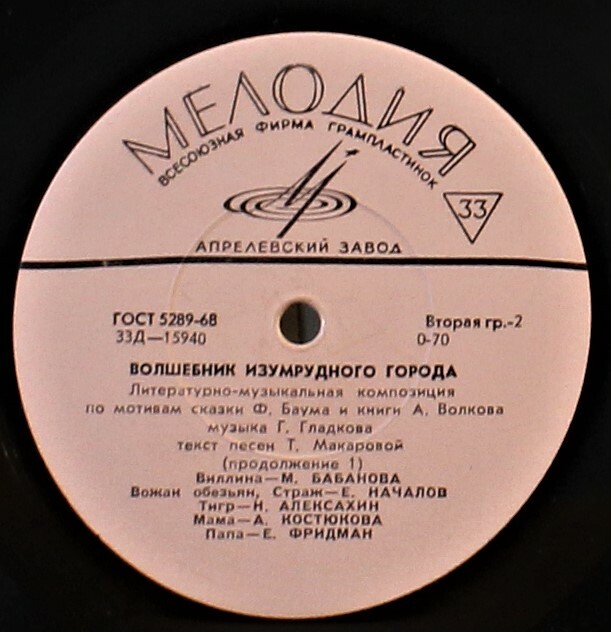 МЕЛОДИЯ
ВСЕСОЮЗНАЯ ФИРМА ГРАМПЛАСТИНОК
33
АПРЕЛЕВСКИЙ ЗАВОД
ГОСТ 5289-68 Вторая гр.-2
33Д—15940 0-70
ВОЛШЕБНИК ИЗУМРУДНОГО ГОРОДА
Литературно-музыкальная композиция
по мотивам сказки Ф. Баума и книги А. Волкова
музыка Г. Гладкова
текст песен Т. Макаровой
(продолжение 1)
Виллина—М. БАБАНОВА
Вожак обезьян, Страж—Е. НАЧАЛОВ
Тигр—Н. АЛЕКСАХИН
Мама—А. КОСТЮКОВА
Папа—Е. ФРИДМАН